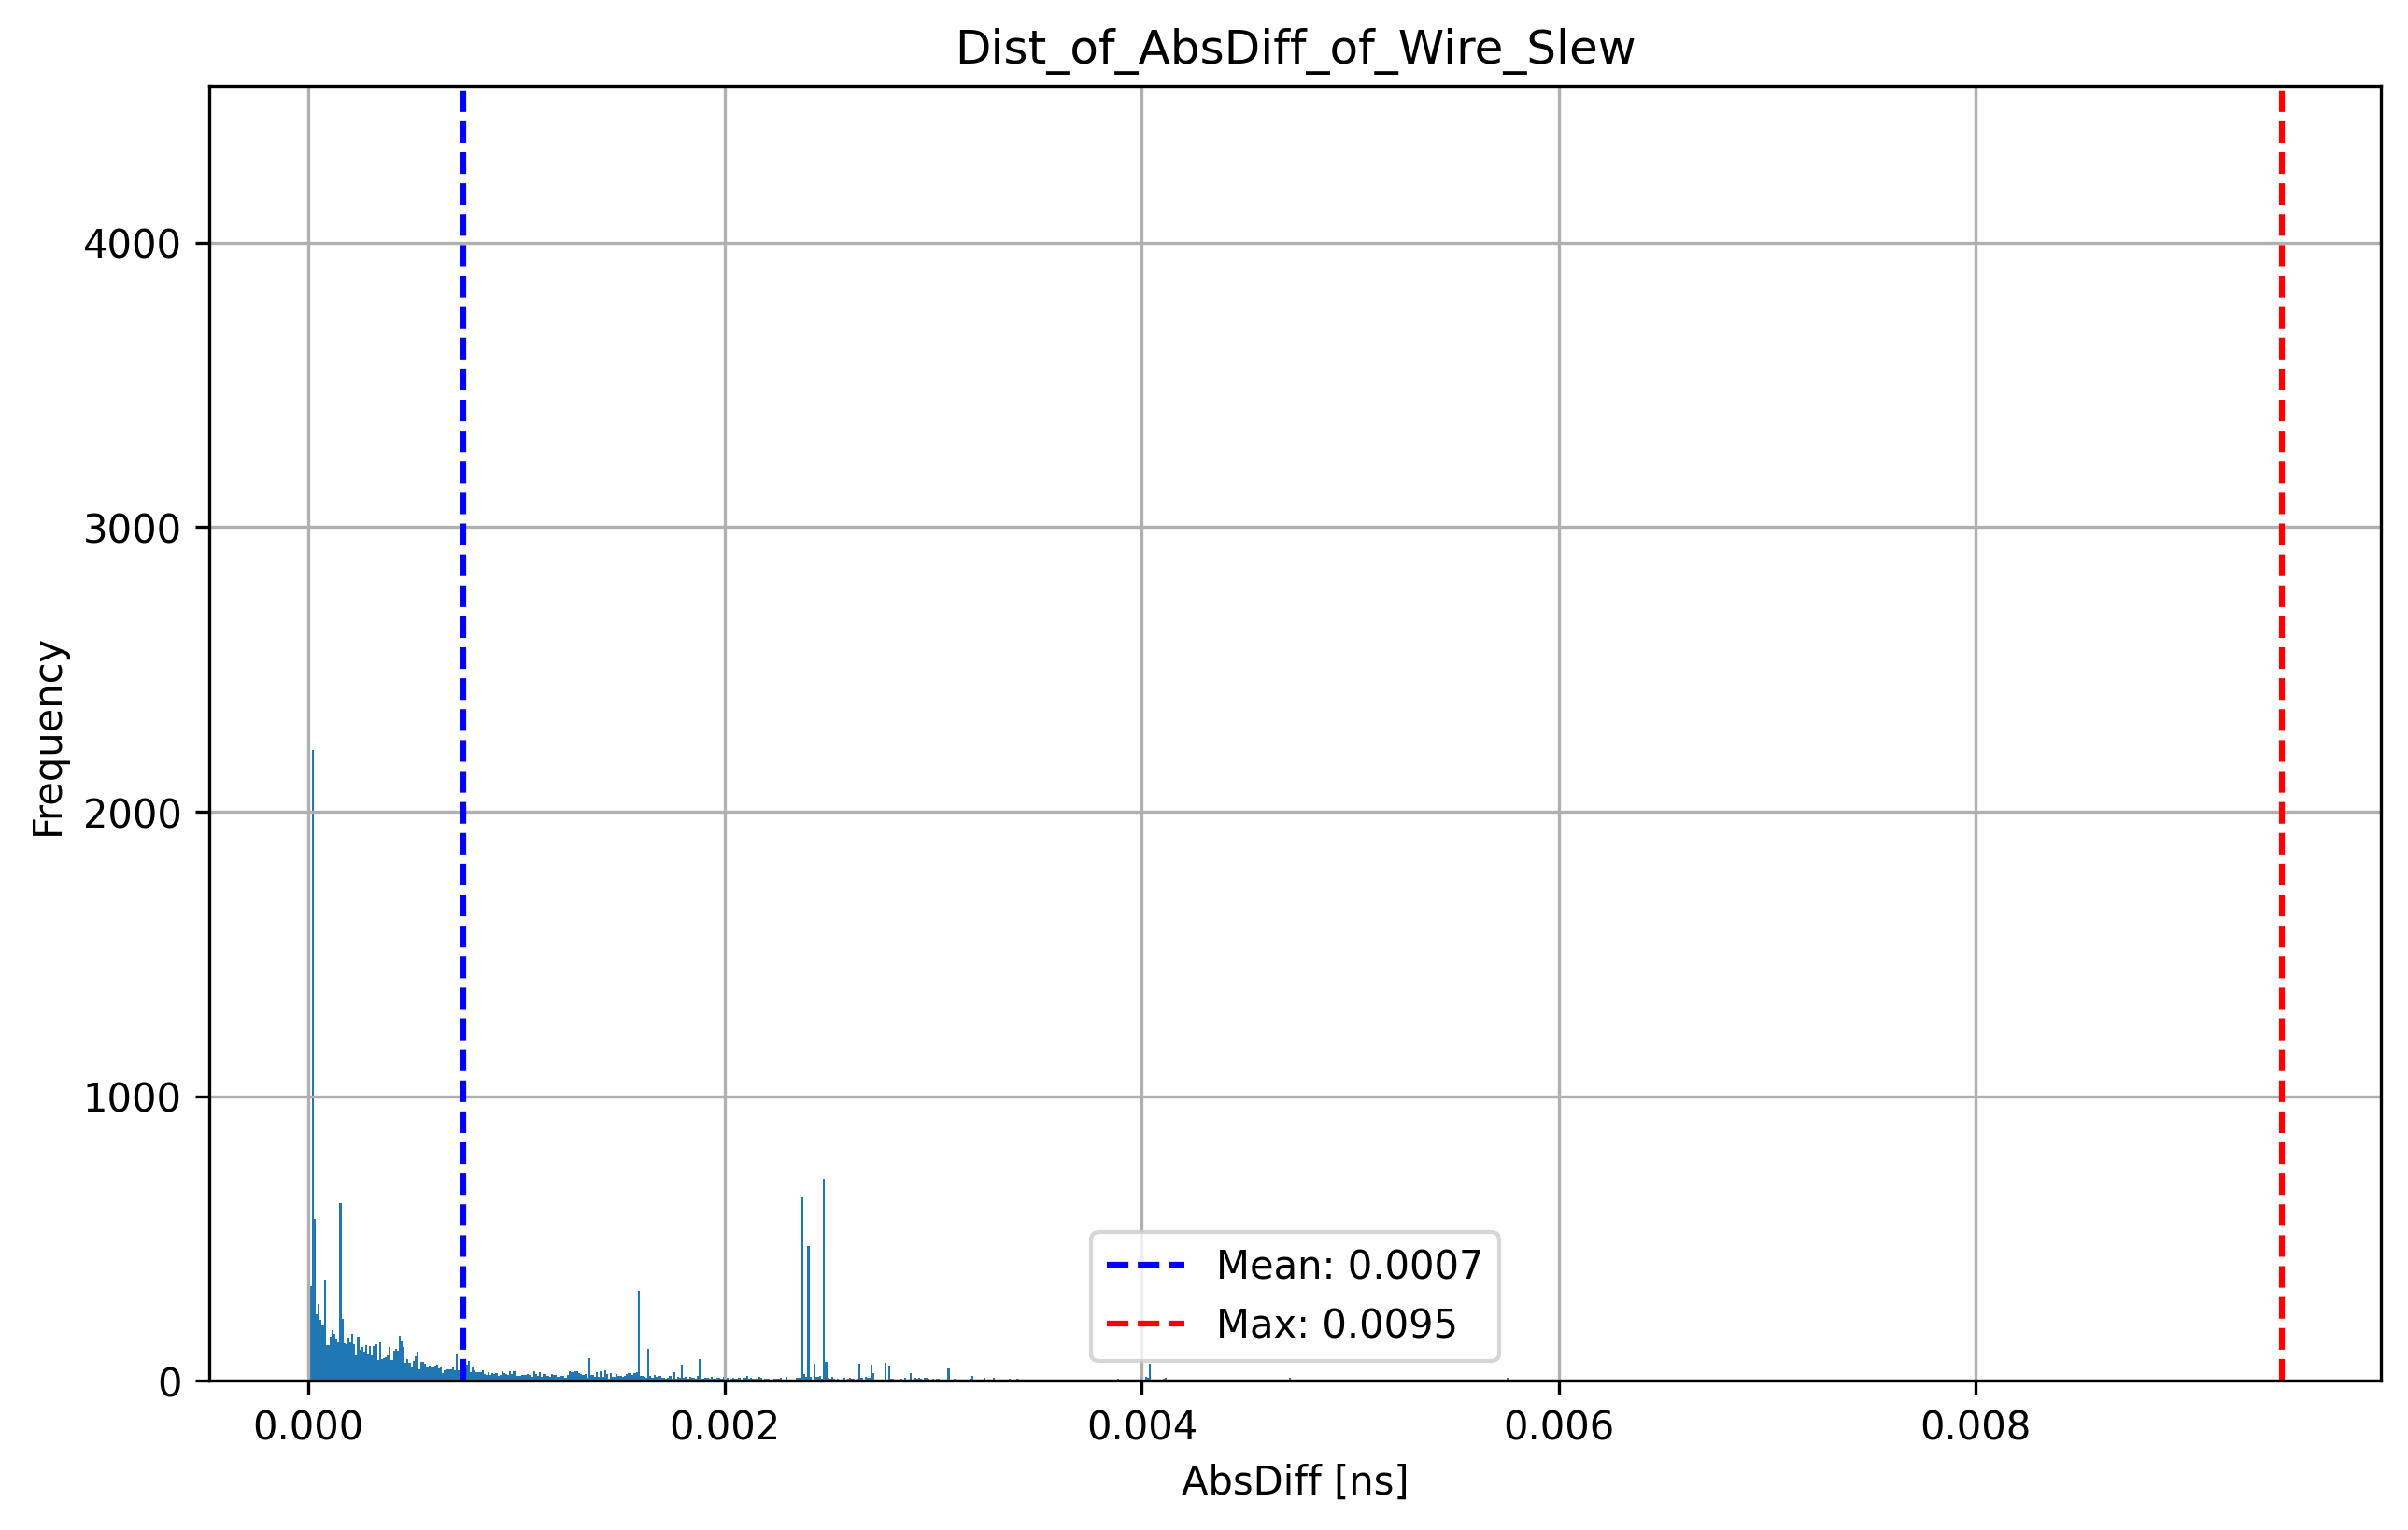 Dist_of_AbsDiff_of_Wire_Slew
Frequency
4000
3000
2000
1000
0
0.000
0.002
0.004
0.006
0.008
AbsDiff [ns]
Mean: 0.0007
Max: 0.0095